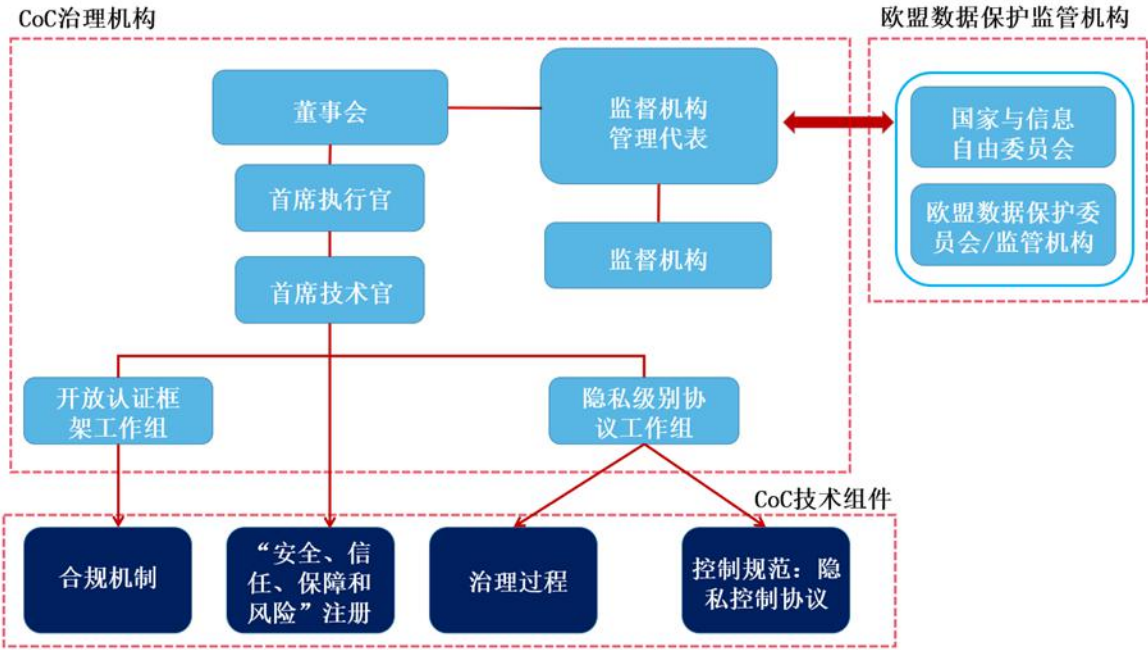 CoC治理机构
欧盟数据保护监管机构
董事会
监督机构
管理代表
国家与信息
自由委员会
首席执行官
欧盟数据保护委
员会/监管机构
监督机构
首席技术官
开放认证框
架工作组
隐私级别协
议工作组
CoC技术组件
合规机制
“安全、信
任、保障和
风险”注册
治理过程
控制规范：隐
私控制协议